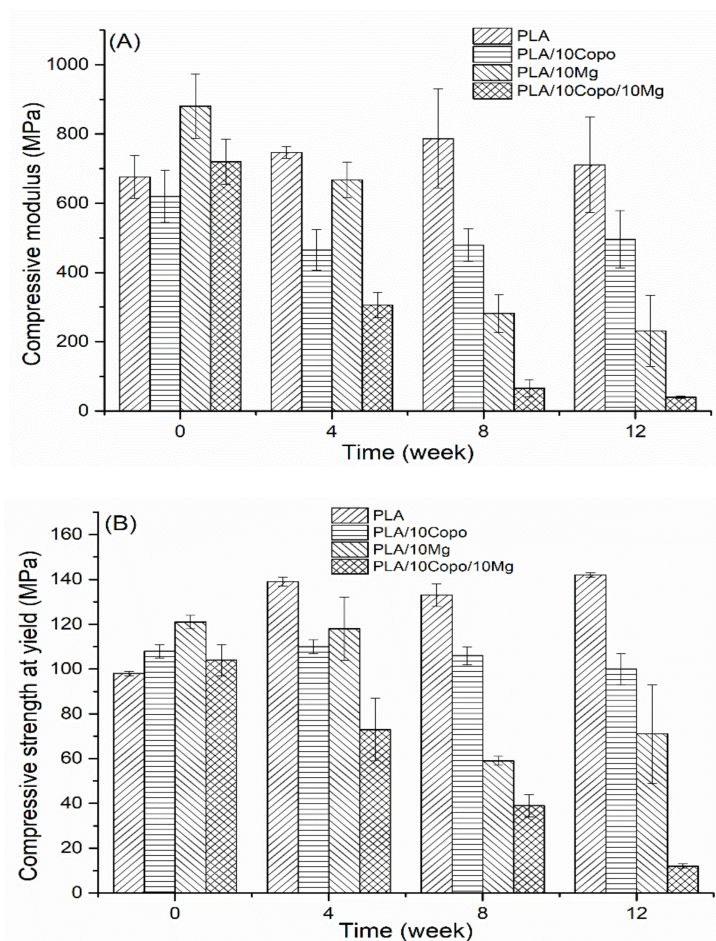 (A)
PLA
PLA/10Copo
PLA/10Mg
PLA/10Copo/10Mg
1000
800
600
400
200
0
Compressive modulus (MPa)
0 4 8 12
Time (week)
(B)
PLA
PLA/10Copo
PLA/10Mg
PLA/10Copo/10Mg
160
140
120
100
80
60
40
20
0
Compressive strength at yield (MPa)
0 4 8 12
Time (week)